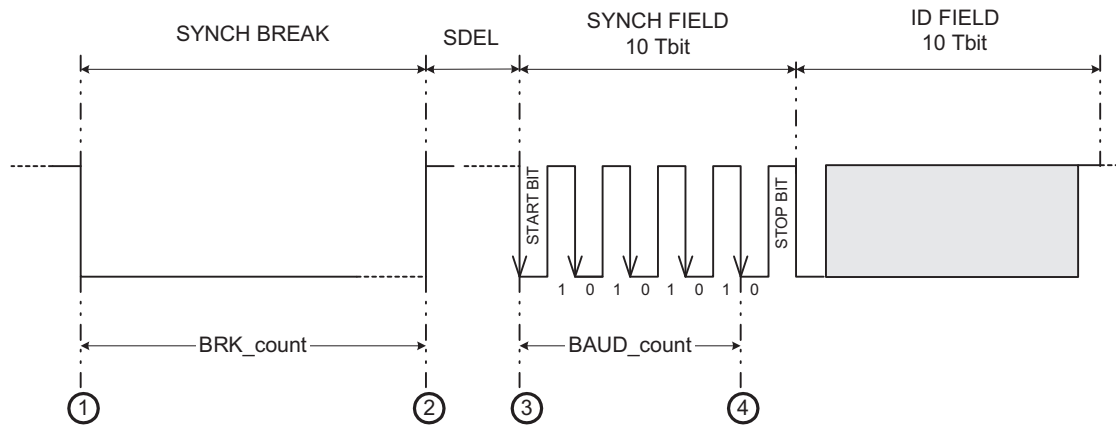 SYNCH BREAK
SDEL
SYNCH FIELD
10 Tbit
ID FIELD
10 Tbit
START BIT
STOP BIT
1 0 1 0 1 0 1 0
BRK_count
BAUD_count
1 2 3 4